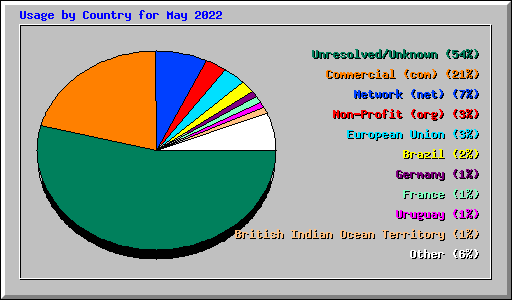 Usage by Country for May 2022
Unresolved/Unknown (54%)
Commercial (com) (21%)
Network (net) (7%)
Non-Profit (org) (3%)
European Union (3%)
Brazil (2%)
Germany (1%)
France (1%)
Uruguay (1%)
British Indian Ocean Territory (1%)
Other (6%)